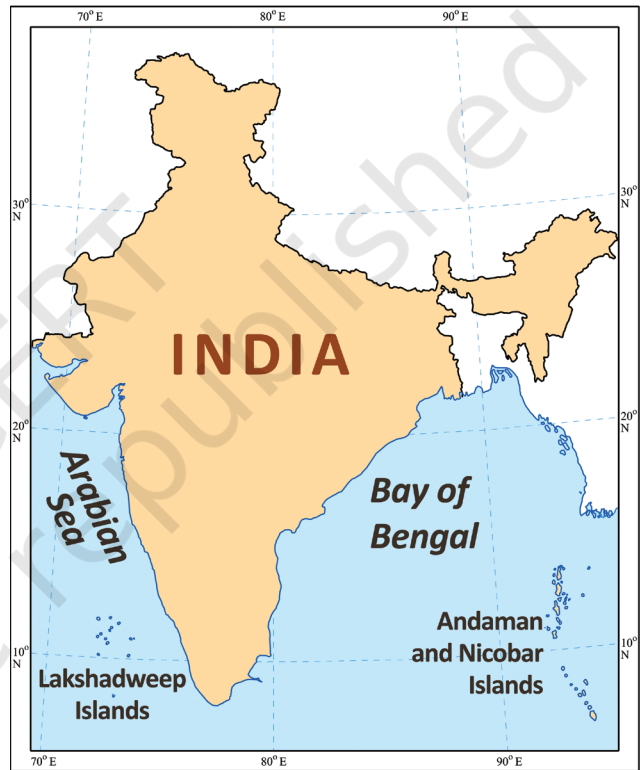 70° E 80° E 90° E
30° N
30° N
INDIA
20° N
20° N
Arabian
Sea
Bay of
Bengal
Andaman
and Nicobar
Islands
10° N
10° N
Lakshadweep
Islands
70° E 80° E 90° E
republished